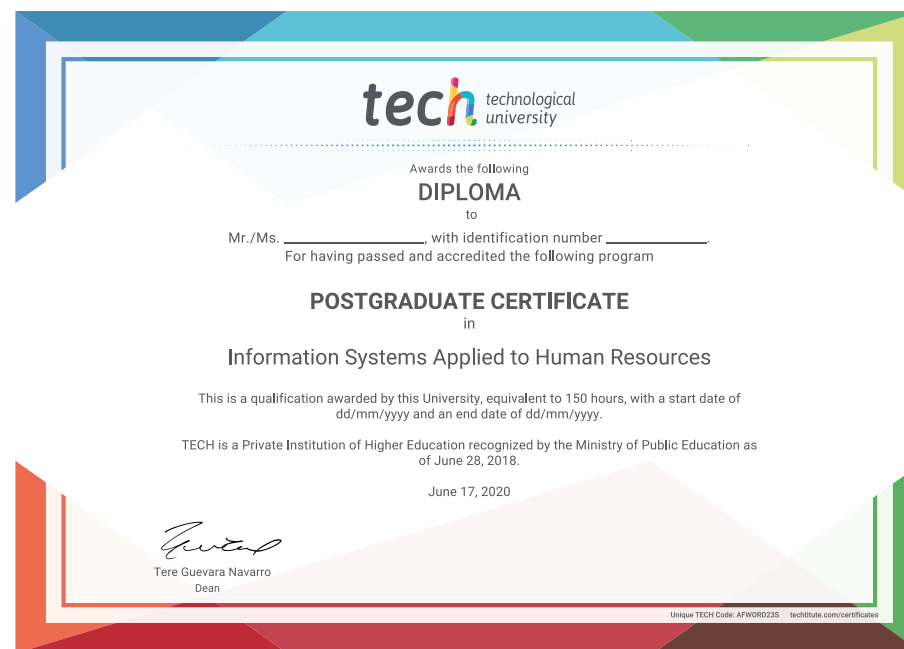 tech technological
university
Awards the following
DIPLOMA
to
Mr./Ms. ____________________, with identification number ______________.
For having passed and accredited the following program
POSTGRADUATE CERTIFICATE
in
Information Systems Applied to Human Resources
This is a qualification awarded by this University, equivalent to 150 hours, with a start date of
dd/mm/yyyy and an end date of dd/mm/yyyy.
TECH is a Private Institution of Higher Education recognized by the Ministry of Public Education as
of June 28, 2018.
June 17, 2020
Tere Guevara Navarro
Dean
Unique TECH Code: AFWORD23S techtitute.com/certificates